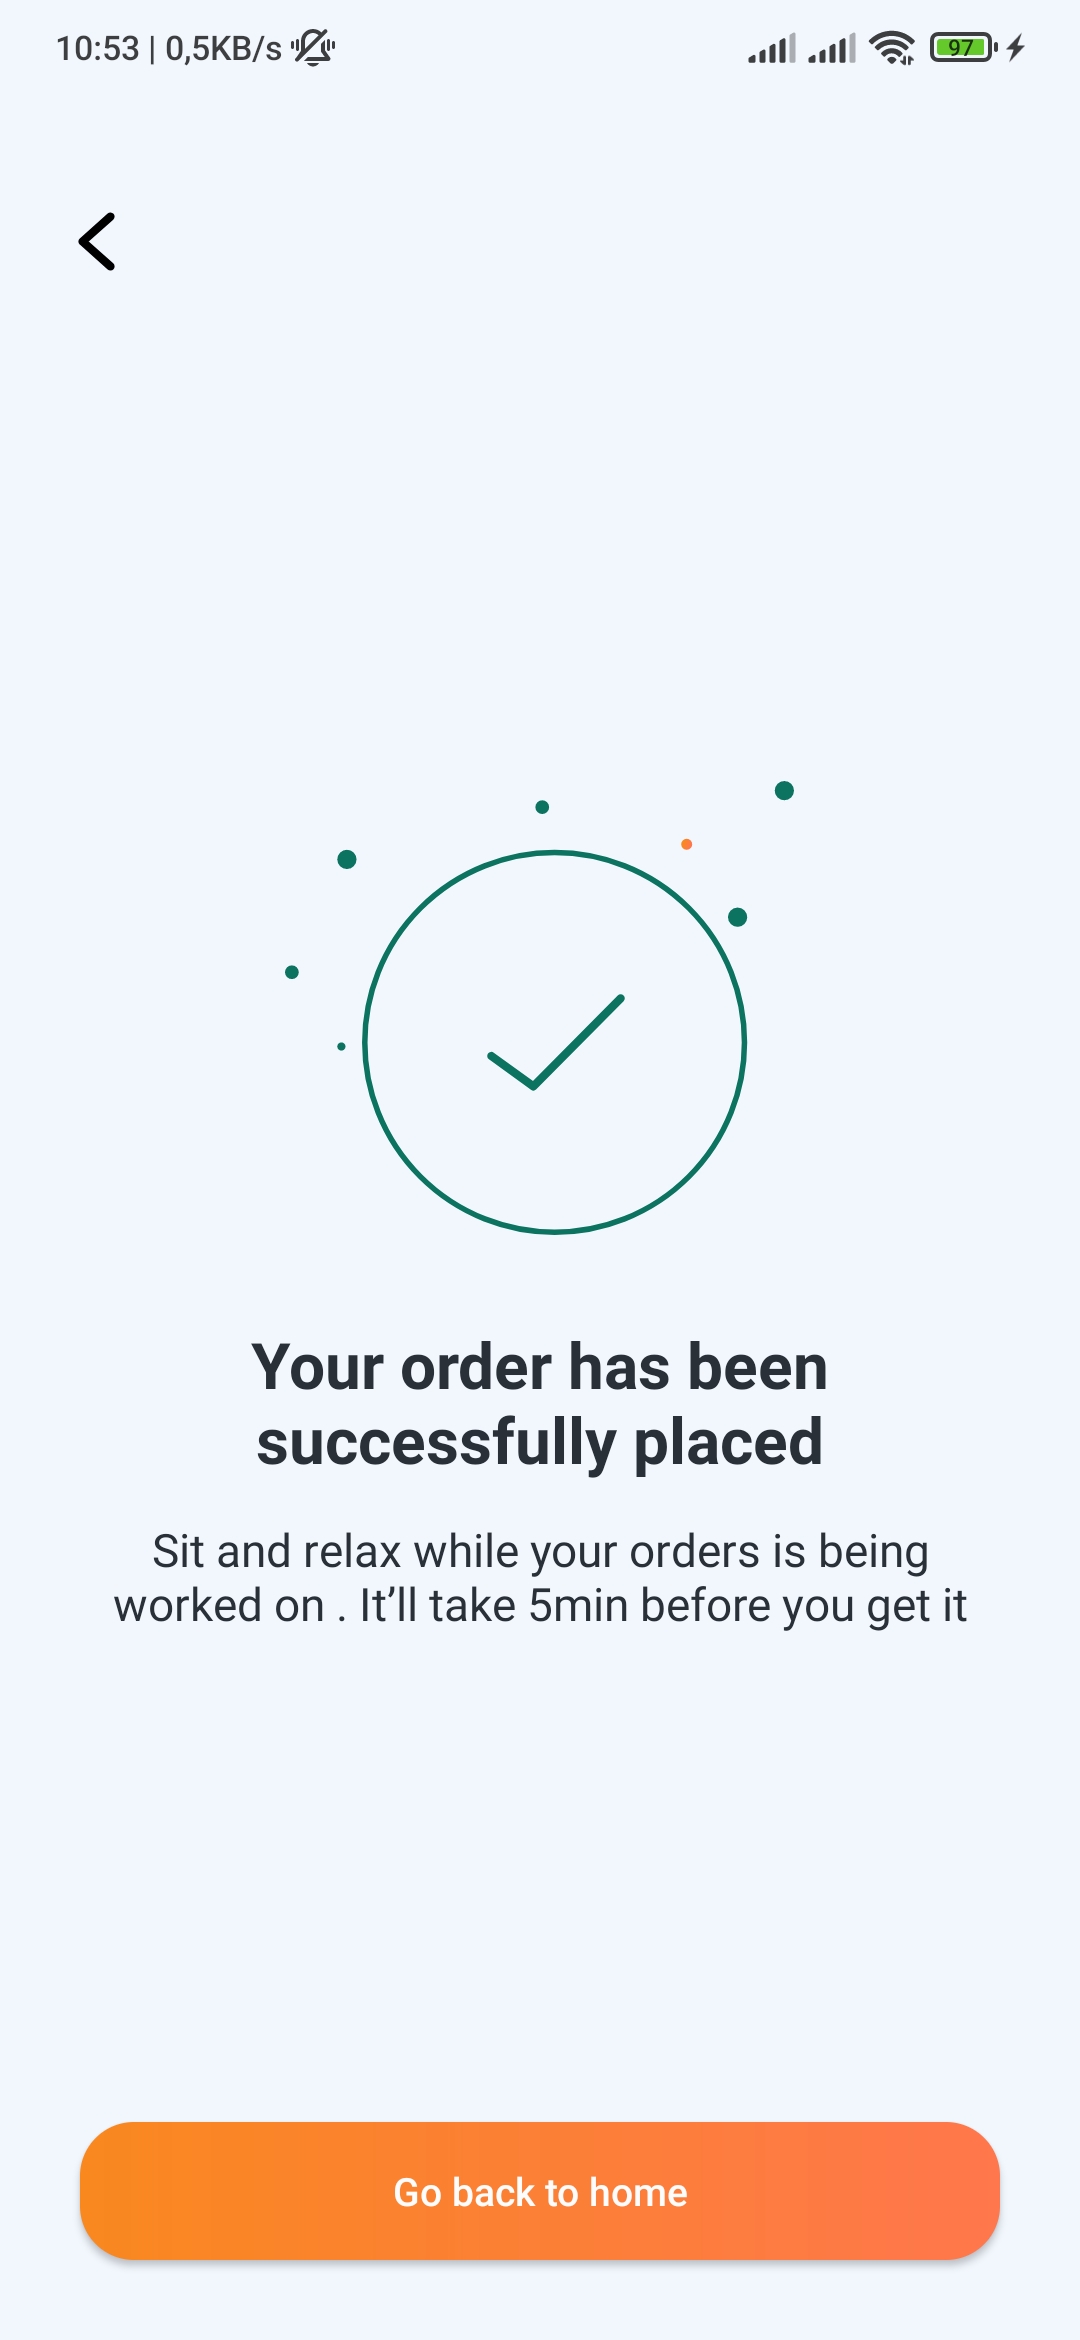 10:53 | 0,5KB/s
97
Your order has been
successfully placed
Sit and relax while your orders is being
worked on . It’ll take 5min before you get it
Go back to home